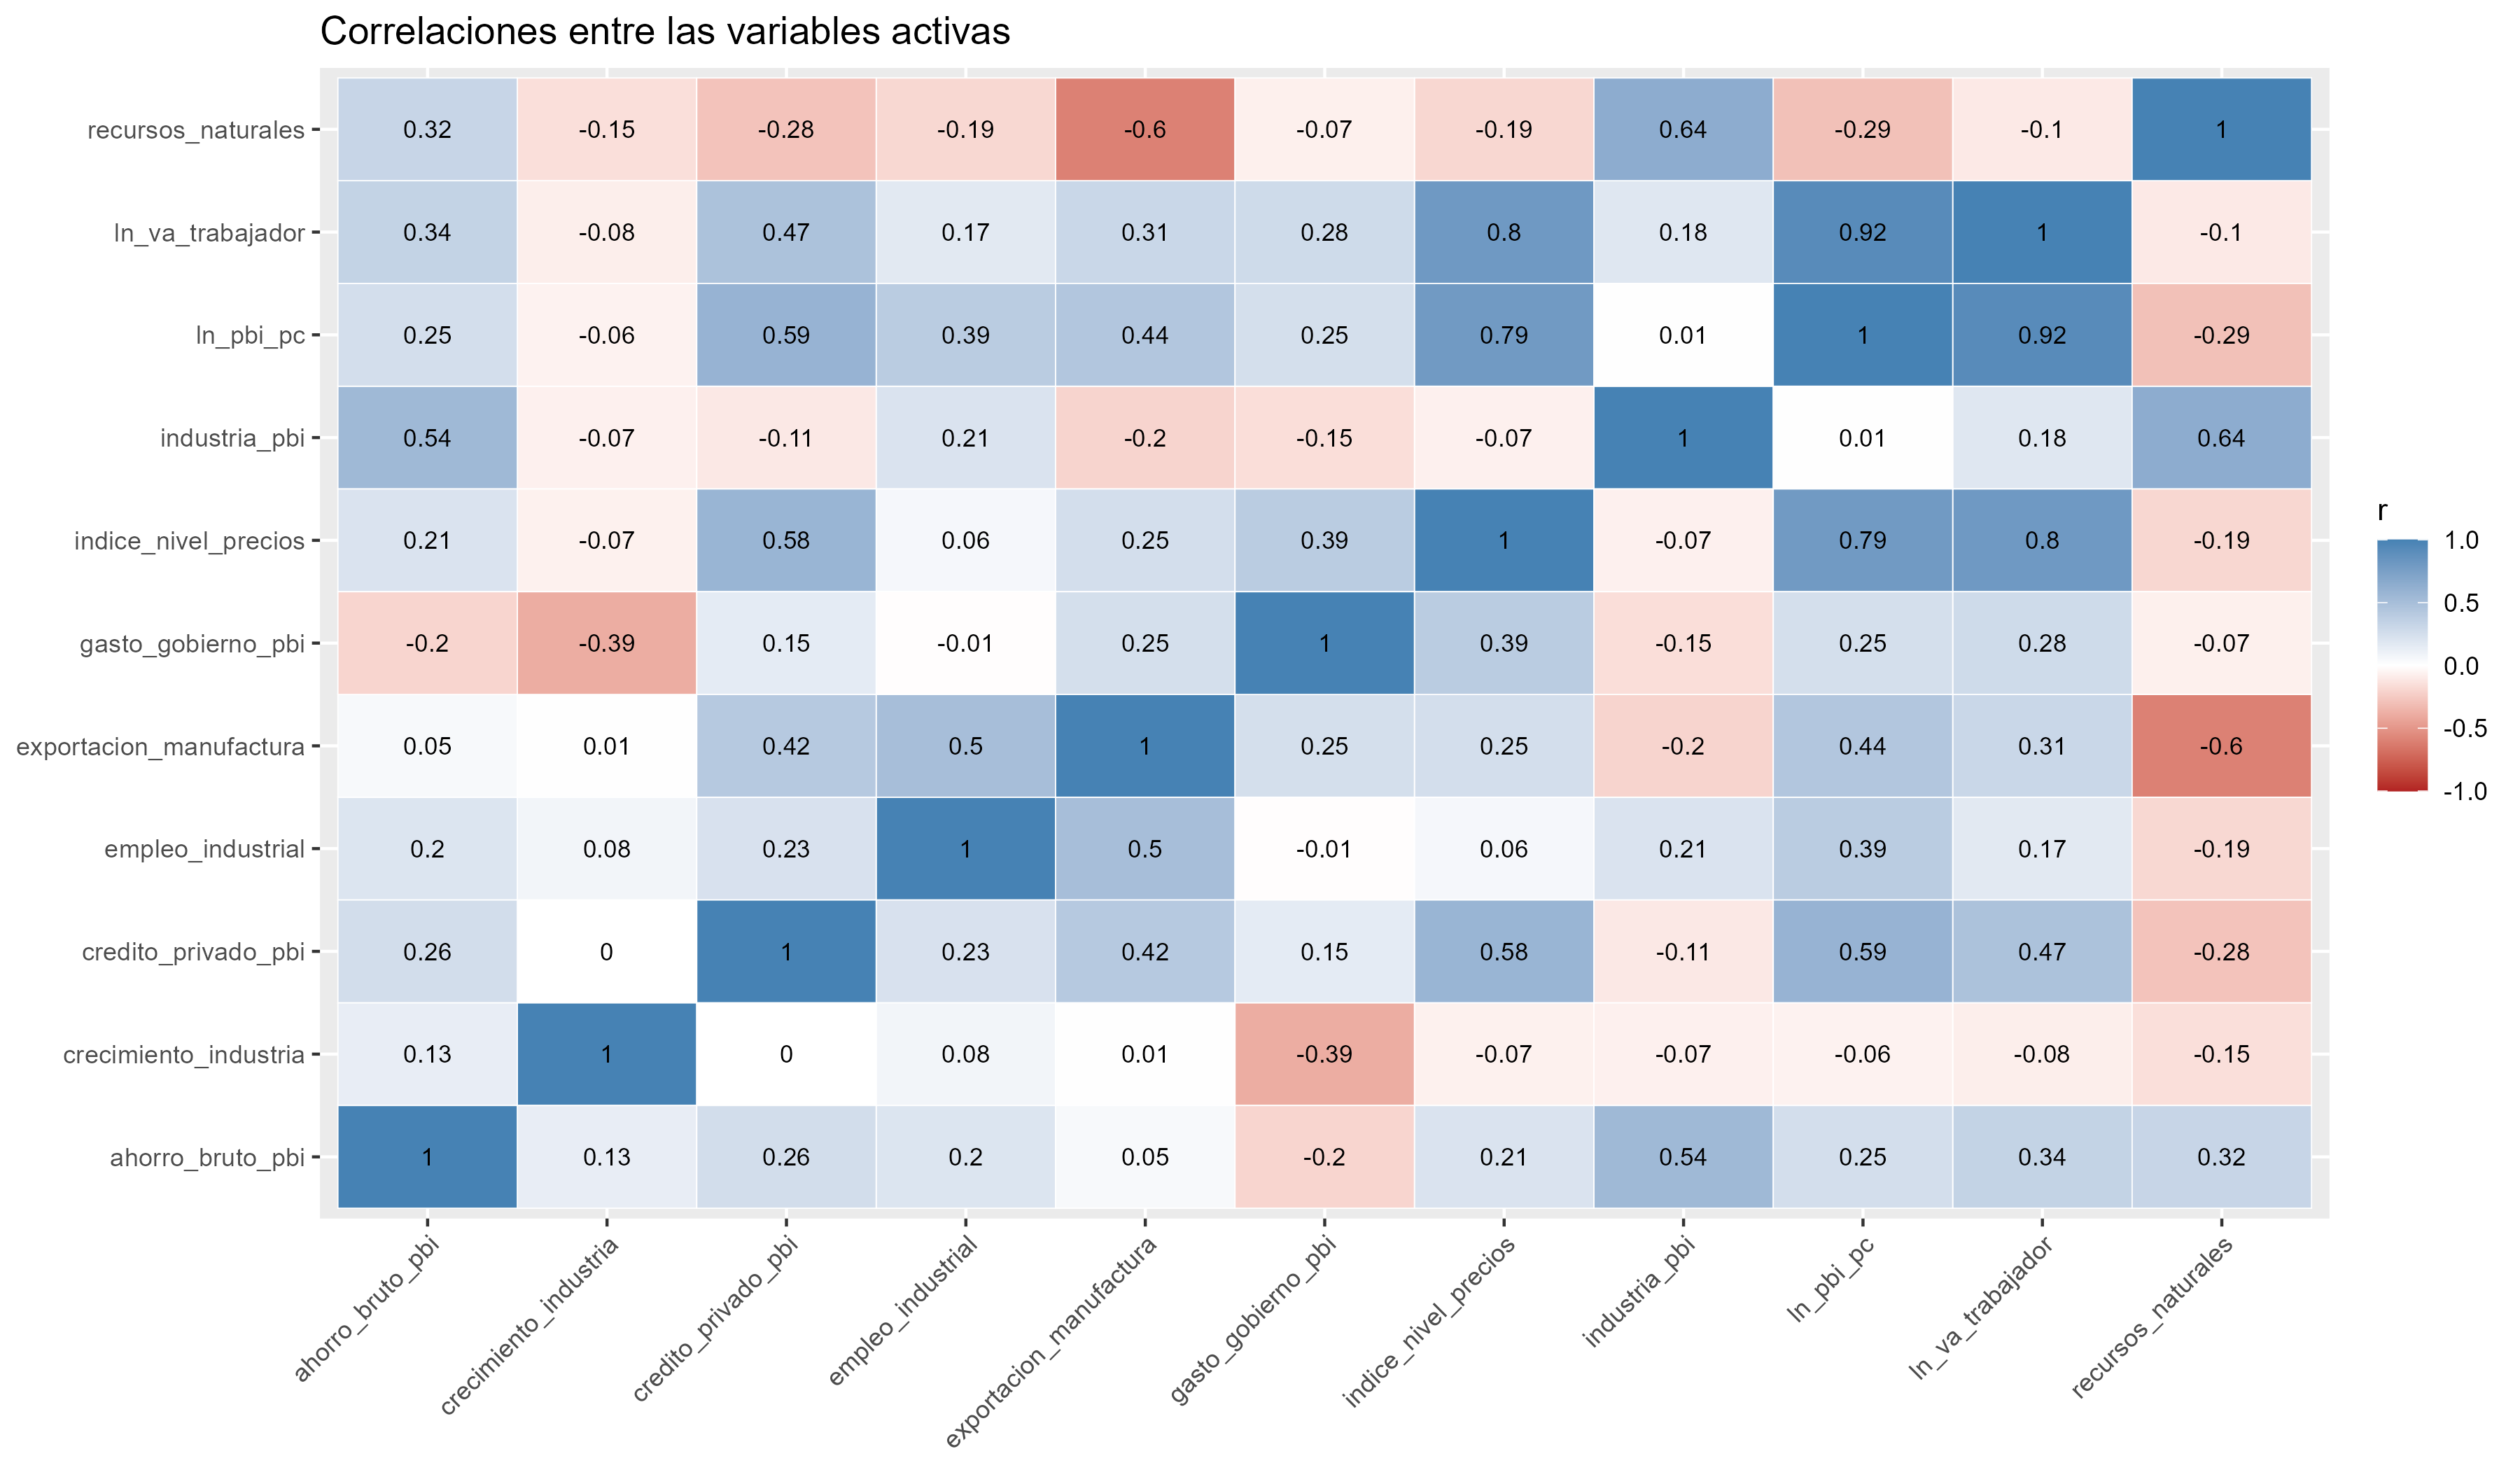 Correlaciones entre las variables activas
recursos_naturales 0.32 -0.15 -0.28 -0.19 -0.6 -0.07 -0.19 0.64 -0.29 -0.1 1
ln_va_trabajador 0.34 -0.08 0.47 0.17 0.31 0.28 0.8 0.18 0.92 1 -0.1
ln_pbi_pc 0.25 -0.06 0.59 0.39 0.44 0.25 0.79 0.01 1 0.92 -0.29
industria_pbi 0.54 -0.07 -0.11 0.21 -0.2 -0.15 -0.07 1 0.01 0.18 0.64
indice_nivel_precios 0.21 -0.07 0.58 0.06 0.25 0.39 1 -0.07 0.79 0.8 -0.19
gasto_gobierno_pbi -0.2 -0.39 0.15 -0.01 0.25 1 0.39 -0.15 0.25 0.28 -0.07
exportacion_manufactura 0.05 0.01 0.42 0.5 1 0.25 0.25 -0.2 0.44 0.31 -0.6
empleo_industrial 0.2 0.08 0.23 1 0.5 -0.01 0.06 0.21 0.39 0.17 -0.19
credito_privado_pbi 0.26 0 1 0.23 0.42 0.15 0.58 -0.11 0.59 0.47 -0.28
crecimiento_industria 0.13 1 0 0.08 0.01 -0.39 -0.07 -0.07 -0.06 -0.08 -0.15
ahorro_bruto_pbi 1 0.13 0.26 0.2 0.05 -0.2 0.21 0.54 0.25 0.34 0.32
ahorro_bruto_pbi
crecimiento_industria
credito_privado_pbi
empleo_industrial
exportacion_manufactura
gasto_gobierno_pbi
indice_nivel_precios
industria_pbi
ln_pbi_pc
ln_va_trabajador
recursos_naturales
r
1.0
0.5
0.0
-0.5
-1.0